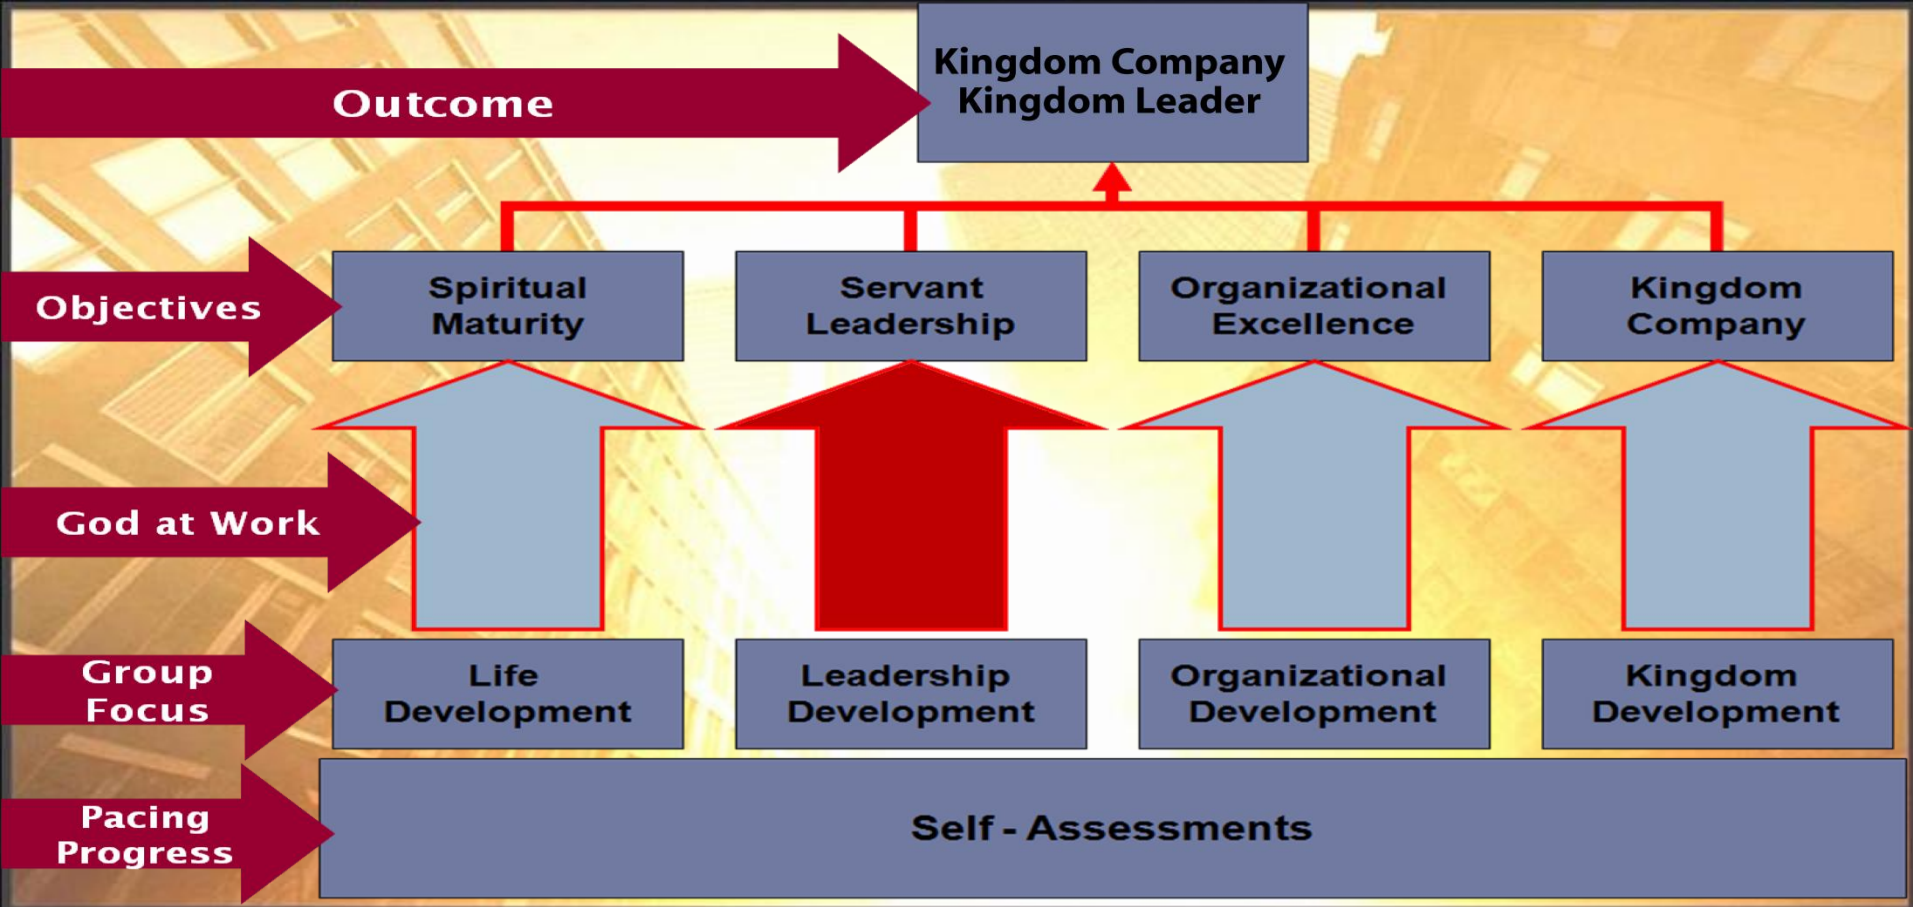 Outcome
Kingdom Company
Kingdom Leader
Objectives
Spiritual
Maturity
Servant
Leadership
Organizational
Excellence
Kingdom
Company
God at Work
Group
Focus
Life
Development
Leadership
Development
Organizational
Development
Kingdom
Development
Pacing
Progress
Self - Assessments